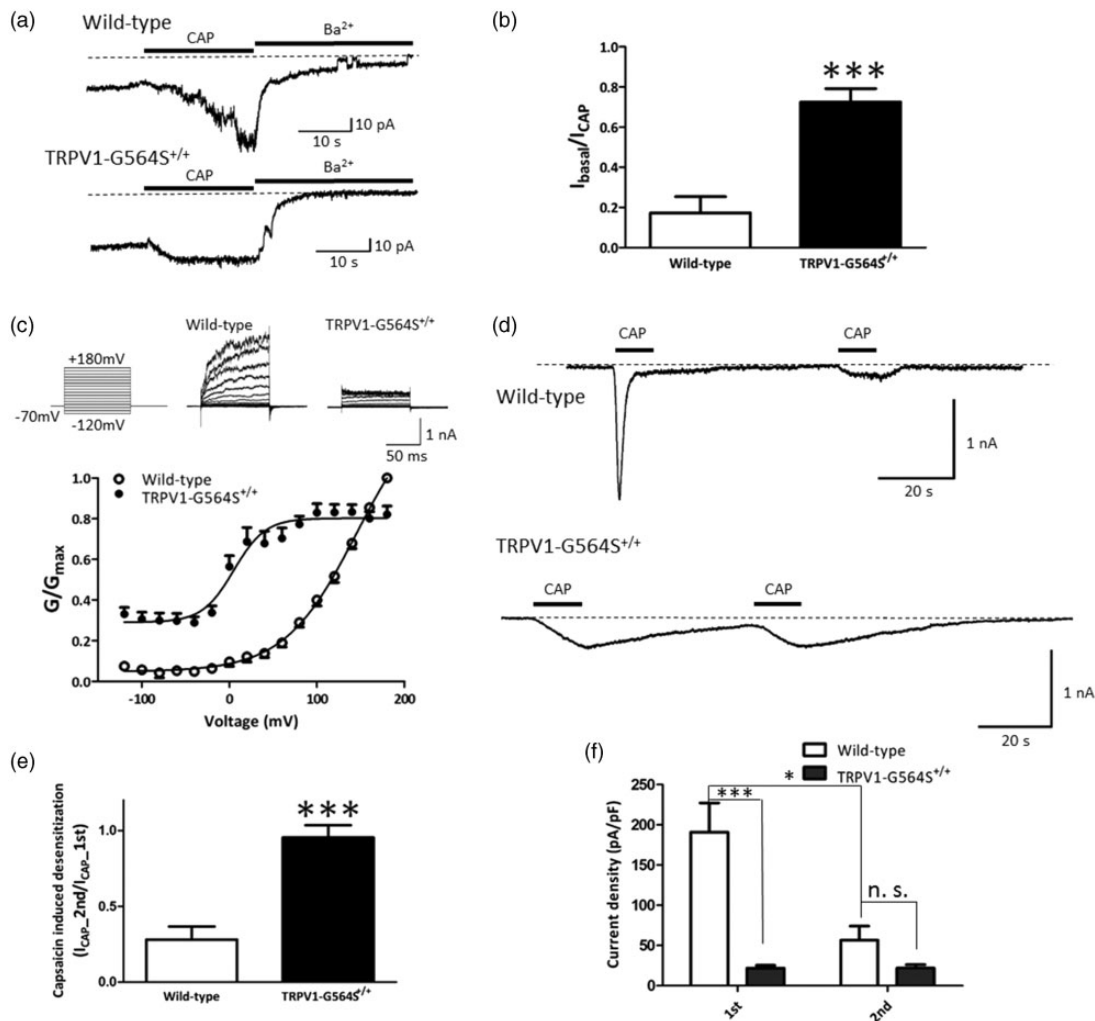 (a)
Wild-type
CAP
Ba²⁺
10 pA
10 s
TRPV1-G564S⁺/⁺
CAP
Ba²⁺
10 pA
10 s
(b)
I_basal/I_CAP
1.0
0.8
0.6
0.4
0.2
0.0
***
Wild-type TRPV1-G564S⁺/⁺
(c)
+180mV
-70mV
-120mV
Wild-type
TRPV1-G564S⁺/⁺
1 nA
50 ms
Wild-type
TRPV1-G564S⁺/⁺
G/G_max
1.0
0.8
0.6
0.4
0.2
0.0
-100 0 100 200
Voltage (mV)
(d)
CAP CAP
Wild-type
1 nA
20 s
TRPV1-G564S⁺/⁺
CAP CAP
1 nA
20 s
(e)
Capsaicin induced desensitization
(I_CAP_2nd/I_CAP_1st)
1.0
0.5
0.0
***
Wild-type TRPV1-G564S⁺/⁺
(f)
Wild-type
TRPV1-G564S⁺/⁺
Current density (pA/pF)
250
200
150
100
50
0
*
***
n. s.
1st 2nd